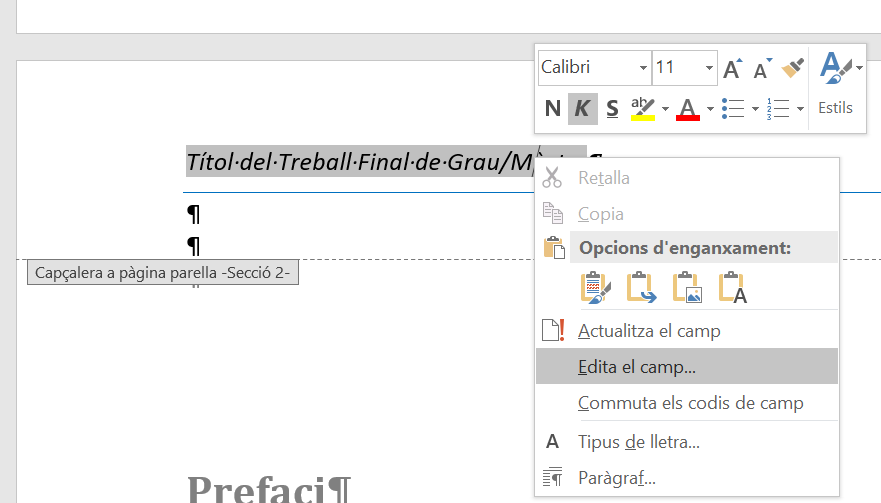 Calibri 11
Estils
N K S ab A
Títol·del·Treball·Final·de·Grau/M
¶
¶
Capçalera a pàgina parella -Secció 2-
Retalla
Copia
Opcions d'enganxament:
Actualitza el camp
Edita el camp...
Commuta els codis de camp
Tipus de lletra...
Paràgraf...
Prefaci¶